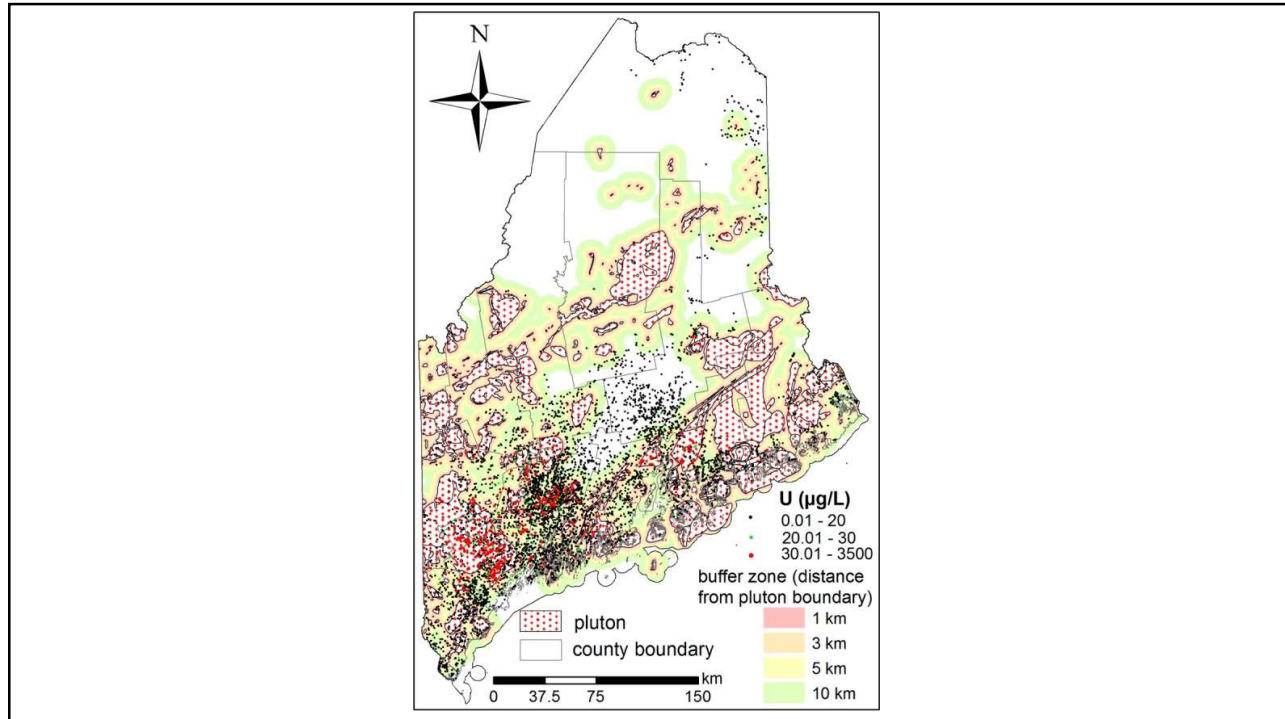 N
U (µg/L)
0.01 - 20
20.01 - 30
30.01 - 3500
buffer zone (distance
from pluton boundary)
1 km
3 km
5 km
10 km
pluton
county boundary
km
0 37.5 75 150